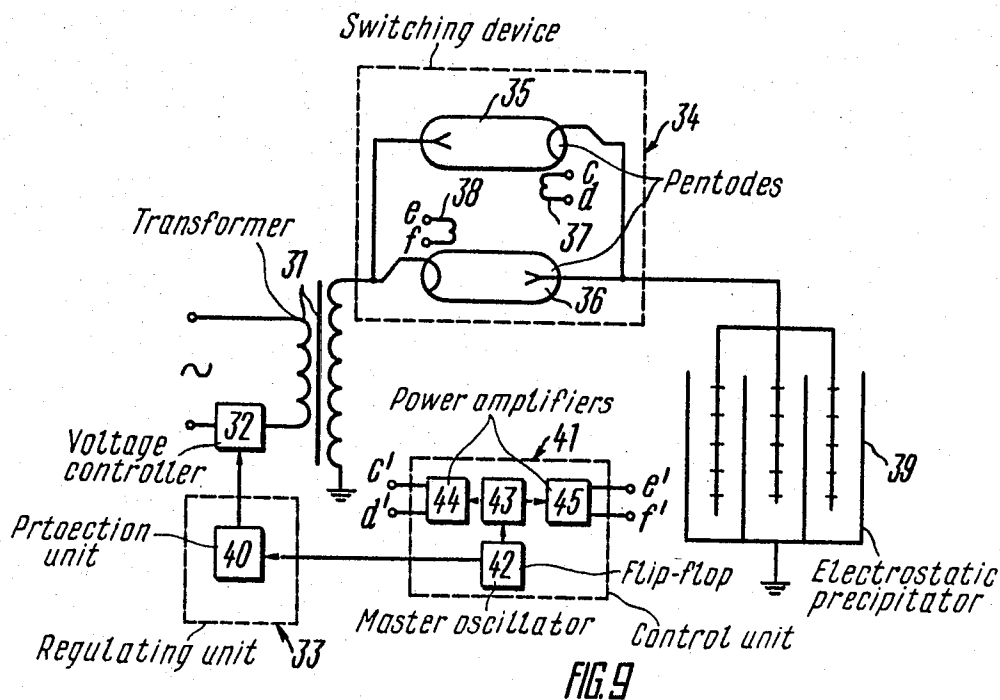 Switching device
35
34
c
d
Pentodes
38
e
f
37
Transformer
31
36
~
Power amplifiers
32
41
Voltage
controller
c'
44
43
45
e'
39
d'
f'
Prtaection
unit
40
42
Flip-flop
Electrostatic
precipitator
Master oscillator
Control unit
Regulating unit
33
FIG.9